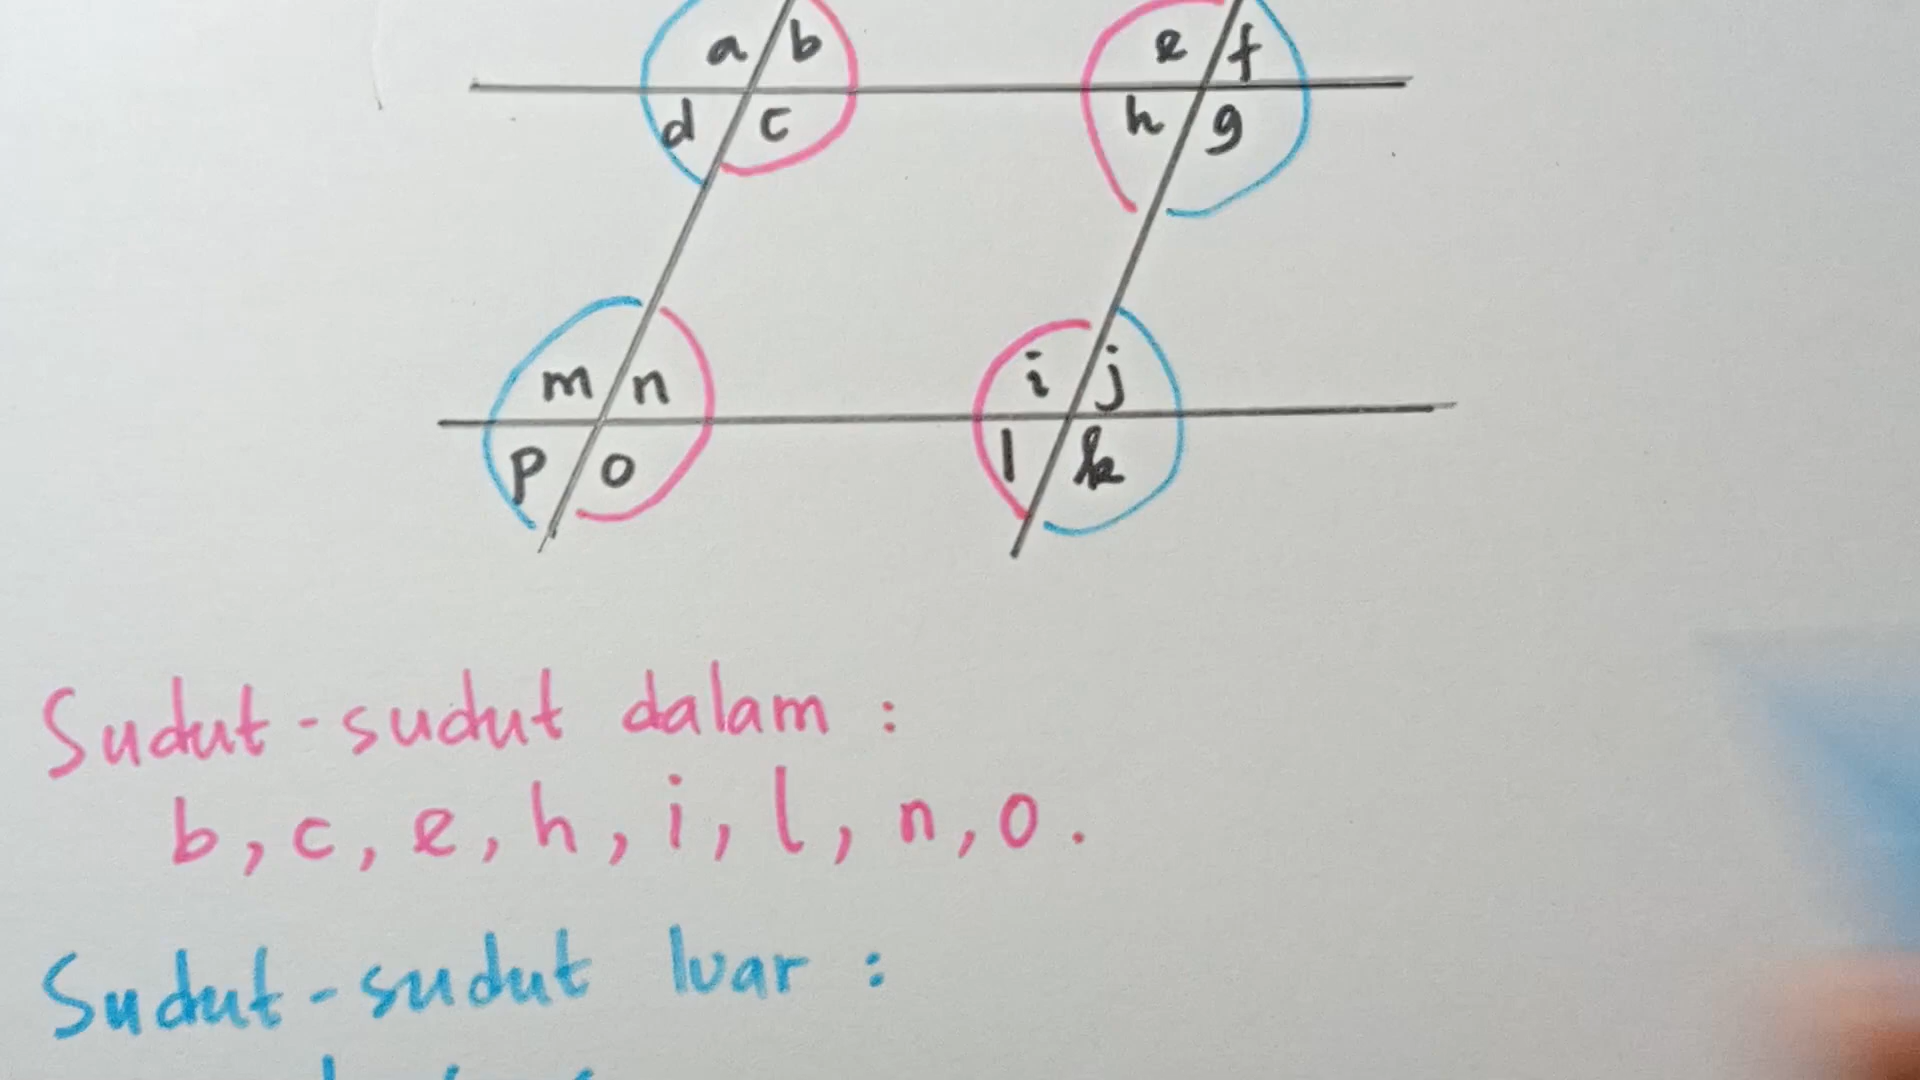 a b e f
d c h g
m n i j
p o l k
Sudut-sudut dalam :
b, c, e, h, i, l, n, o.
Sudut-sudut luar :